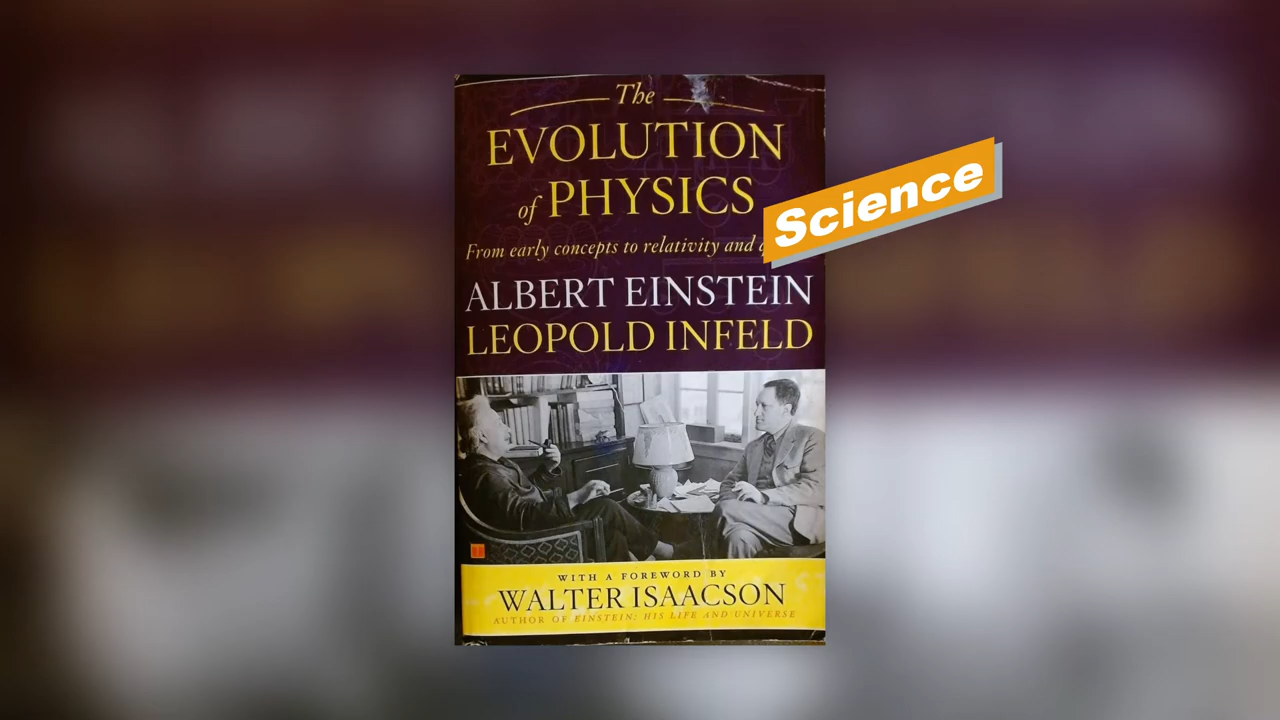 The
EVOLUTION
of PHYSICS
From early concepts to relativity and
Science
ALBERT EINSTEIN
LEOPOLD INFELD
WITH A FOREWORD BY
WALTER ISAACSON
AUTHOR OF EINSTEIN: HIS LIFE AND UNIVERSE